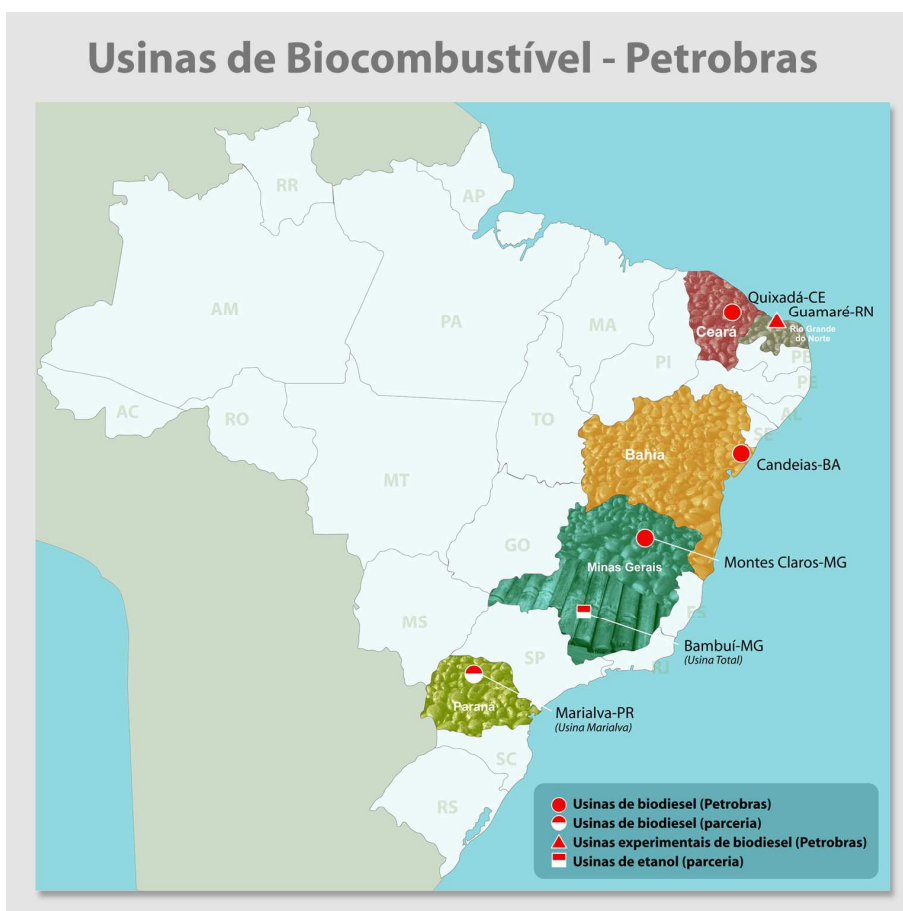 Usinas de Biocombustível - Petrobras
RR
AP
AM
PA
MA
Quixadá-CE
Guamaré-RN
Ceará
Rio Grande
do Norte
PI
PB
PE
AC
RO
TO
AL
SE
Bahia
Candeias-BA
MT
GO
Minas Gerais
Montes Claros-MG
MS
ES
Bambuí-MG
(Usina Total)
SP
RJ
Paraná
Marialva-PR
(Usina Marialva)
SC
RS
Usinas de biodiesel (Petrobras)
Usinas de biodiesel (parceria)
Usinas experimentais de biodiesel (Petrobras)
Usinas de etanol (parceria)